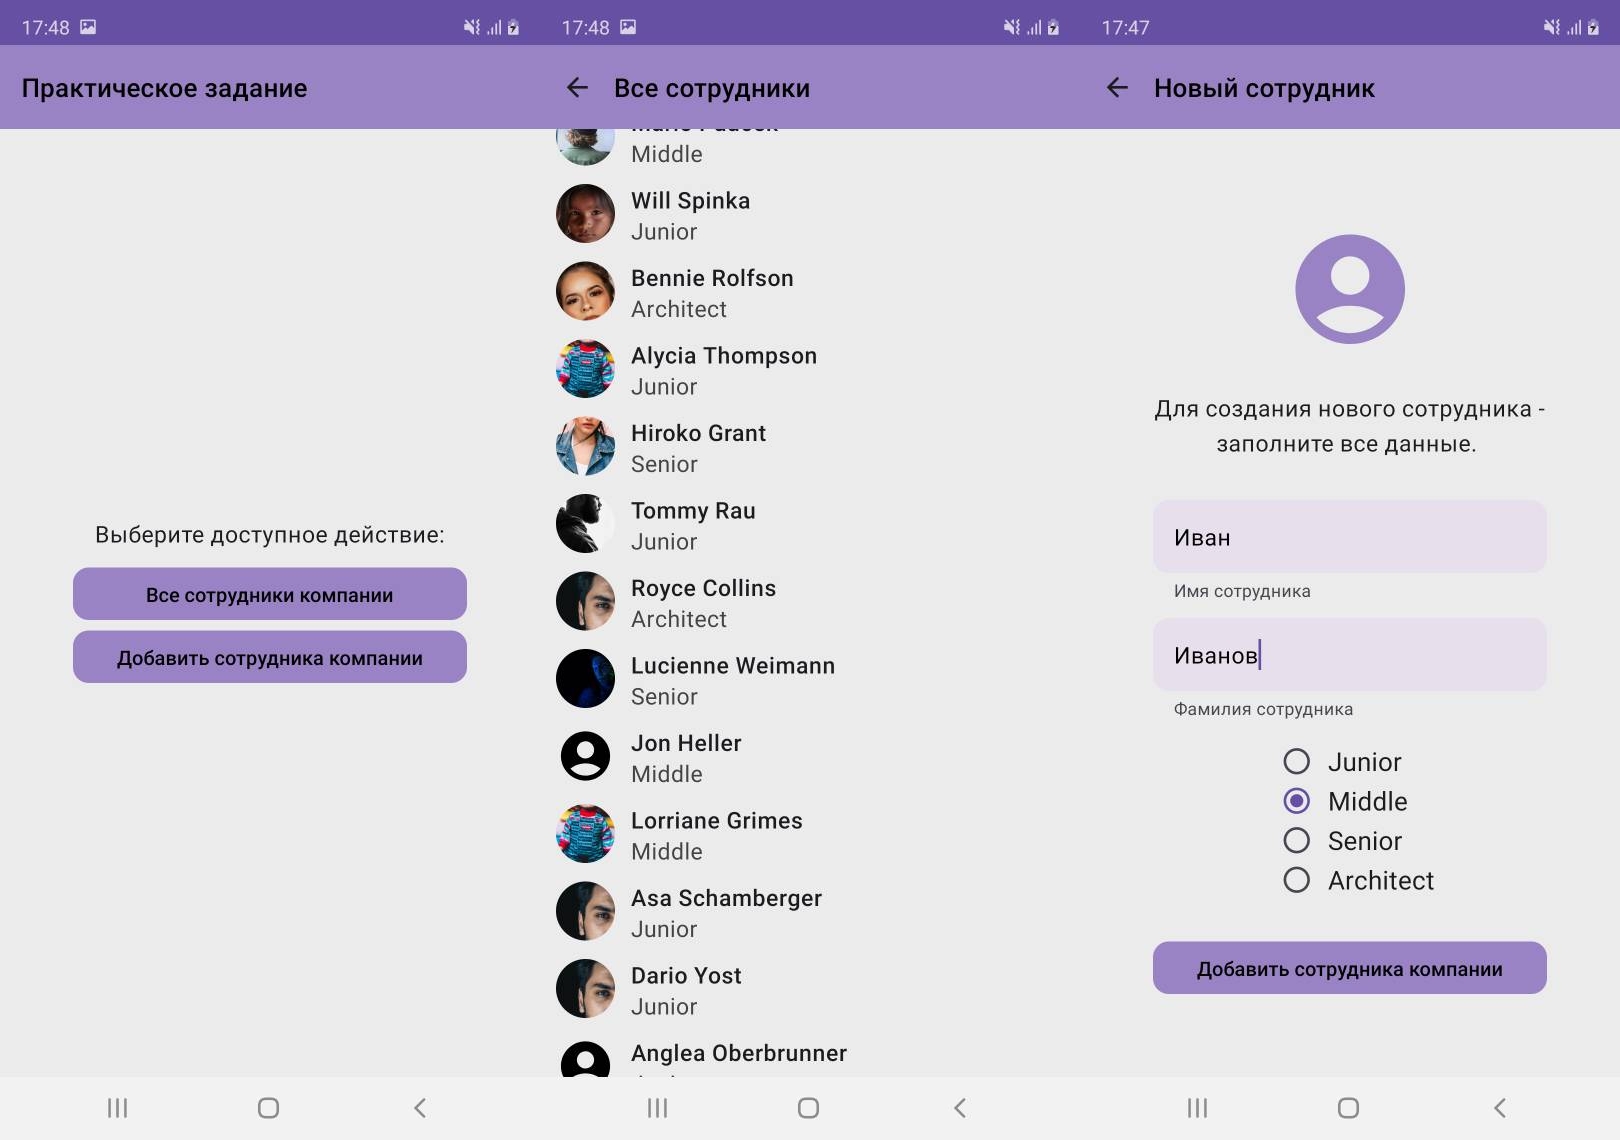 17:48
Практическое задание
Выберите доступное действие:
Все сотрудники компании
Добавить сотрудника компании
17:48
Все сотрудники
Middle
Will Spinka
Junior
Bennie Rolfson
Architect
Alycia Thompson
Junior
Hiroko Grant
Senior
Tommy Rau
Junior
Royce Collins
Architect
Lucienne Weimann
Senior
Jon Heller
Middle
Lorriane Grimes
Middle
Asa Schamberger
Junior
Dario Yost
Junior
Anglea Oberbrunner
17:47
Новый сотрудник
Для создания нового сотрудника -
заполните все данные.
Иван
Имя сотрудника
Иванов
Фамилия сотрудника
Junior
Middle
Senior
Architect
Добавить сотрудника компании